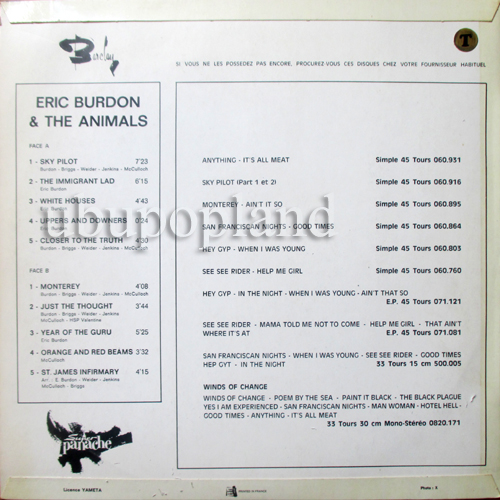 Barclay
T
SI VOUS NE LES POSSEDEZ PAS ENCORE, PROCUREZ-VOUS CES DISQUES CHEZ VOTRE FOURNISSEUR HABITUEL
ERIC BURDON
& THE ANIMALS
FACE A
1 - SKY PILOT 7'23
Burdon - Briggs - Weider - Jenkins - McCulloch
2 - THE IMMIGRANT LAD 6'15
Eric Burdon
3 - WHITE HOUSES 4'43
Eric Burdon
4 - UPPERS AND DOWNERS 0'24
Eric Burdon
5 - CLOSER TO THE TRUTH 4'30
Eric Burdon
FACE B
1 - MONTEREY 4'08
Burdon - Briggs - Weider - Jenkins - McCulloch
2 - JUST THE THOUGHT 3'44
Burdon - Briggs - Weider - Jenkins - McCulloch - HSP Valentine
3 - YEAR OF THE GURU 5'25
Eric Burdon
4 - ORANGE AND RED BEAMS 3'32
McCulloch
5 - ST. JAMES INFIRMARY 4'15
Arr. : E. Burdon - Weider - Jenkins
McCulloch - Briggs
ANYTHING - IT'S ALL MEAT Simple 45 Tours 060.931
SKY PILOT (Part 1 et 2) Simple 45 Tours 060.916
MONTEREY - AIN'T IT SO Simple 45 Tours 060.895
SAN FRANCISCAN NIGHTS - GOOD TIMES Simple 45 Tours 060.864
HEY GYP - WHEN I WAS YOUNG Simple 45 Tours 060.803
SEE SEE RIDER - HELP ME GIRL Simple 45 Tours 060.760
HEY GYP - IN THE NIGHT - WHEN I WAS YOUNG - AIN'T THAT SO
E.P. 45 Tours 071.121
SEE SEE RIDER - MAMA TOLD ME NOT TO COME - HELP ME GIRL - THAT AIN'T
WHERE IT'S AT E.P. 45 Tours 071.081
SAN FRANCISCAN NIGHTS - WHEN I WAS YOUNG - SEE SEE RIDER - GOOD TIMES
HEP GYT - IN THE NIGHT 33 Tours 15 cm 500.005
WINDS OF CHANGE
WINDS OF CHANGE - POEM BY THE SEA - PAINT IT BLACK - THE BLACK PLAGUE
YES I AM EXPERIENCED - SAN FRANCISCAN NIGHTS - MAN WOMAN - HOTEL HELL -
GOOD TIMES - ANYTHING - IT'S ALL MEAT
33 Tours 30 cm Mono-Stéréo 0820.171
ubupopland
Super
panache
Licence YAMETA
Photo : X